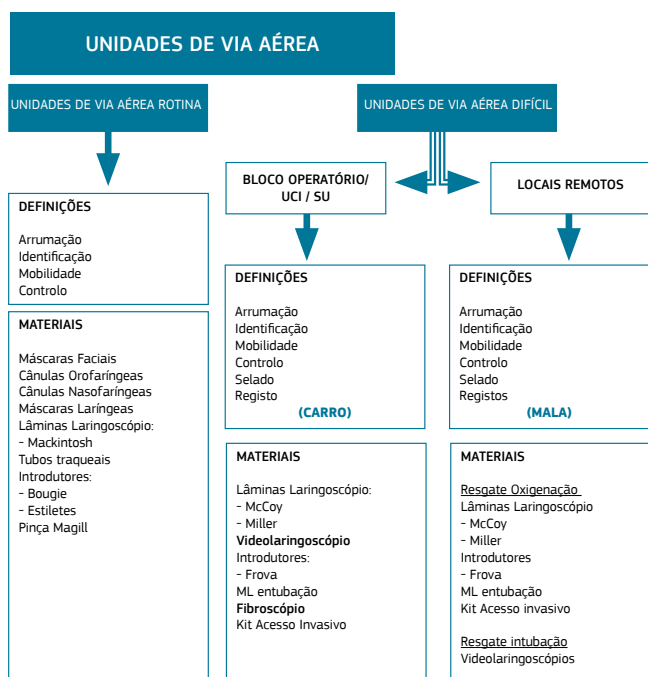 UNIDADES DE VIA AÉREA
UNIDADES DE VIA AÉREA ROTINA
DEFINIÇÕES
Arrumação
Identificação
Mobilidade
Controlo
MATERIAIS
Máscaras Faciais
Cânulas Orofaríngeas
Cânulas Nasofaríngeas
Máscaras Laríngeas
Lâminas Laringoscópio:
- Mackintosh
Tubos traqueais
Introdutores:
- Bougie
- Estiletes
Pinça Magill
UNIDADES DE VIA AÉREA DIFÍCIL
BLOCO OPERATÓRIO/
UCI / SU
DEFINIÇÕES
Arrumação
Identificação
Mobilidade
Controlo
Selado
Registo
(CARRO)
MATERIAIS
Lâminas Laringoscópio:
- McCoy
- Miller
Videolaringoscópio
Introdutores:
- Frova
ML entubação
Fibroscópio
Kit Acesso Invasivo
LOCAIS REMOTOS
DEFINIÇÕES
Arrumação
Identificação
Mobilidade
Controlo
Selado
Registos
(MALA)
MATERIAIS
Resgate Oxigenação
Lâminas Laringoscópio
- McCoy
- Miller
Introdutores
- Frova
ML entubação
Kit Acesso invasivo
Resgate intubação
Videolaringoscópios